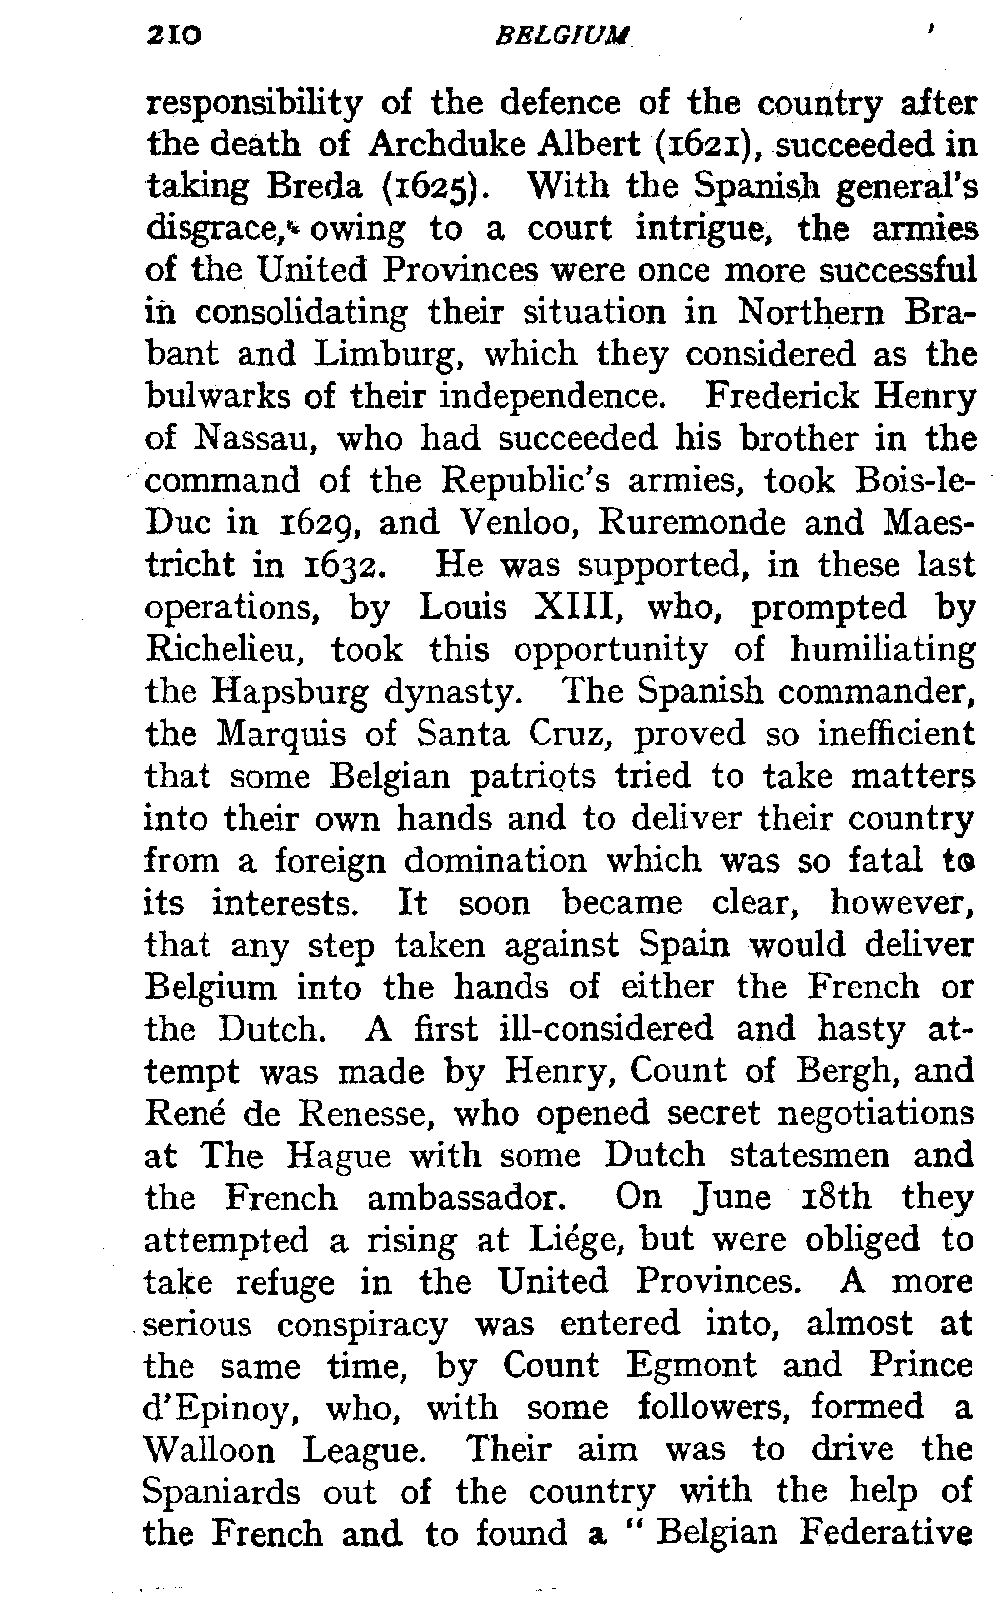 210 BELGIUM
responsibility of the defence of the country after
the death of Archduke Albert (1621), succeeded in
taking Breda (1625). With the Spanish general's
disgrace, owing to a court intrigue, the armies
of the United Provinces were once more successful
in consolidating their situation in Northern Bra-
bant and Limburg, which they considered as the
bulwarks of their independence. Frederick Henry
of Nassau, who had succeeded his brother in the
command of the Republic's armies, took Bois-le-
Duc in 1629, and Venloo, Ruremonde and Maes-
tricht in 1632. He was supported, in these last
operations, by Louis XIII, who, prompted by
Richelieu, took this opportunity of humiliating
the Hapsburg dynasty. The Spanish commander,
the Marquis of Santa Cruz, proved so inefficient
that some Belgian patriots tried to take matters
into their own hands and to deliver their country
from a foreign domination which was so fatal to
its interests. It soon became clear, however,
that any step taken against Spain would deliver
Belgium into the hands of either the French or
the Dutch. A first ill-considered and hasty at-
tempt was made by Henry, Count of Bergh, and
René de Renesse, who opened secret negotiations
at The Hague with some Dutch statesmen and
the French ambassador. On June 18th they
attempted a rising at Liége, but were obliged to
take refuge in the United Provinces. A more
serious conspiracy was entered into, almost at
the same time, by Count Egmont and Prince
d'Epinoy, who, with some followers, formed a
Walloon League. Their aim was to drive the
Spaniards out of the country with the help of
the French and to found a " Belgian Federative